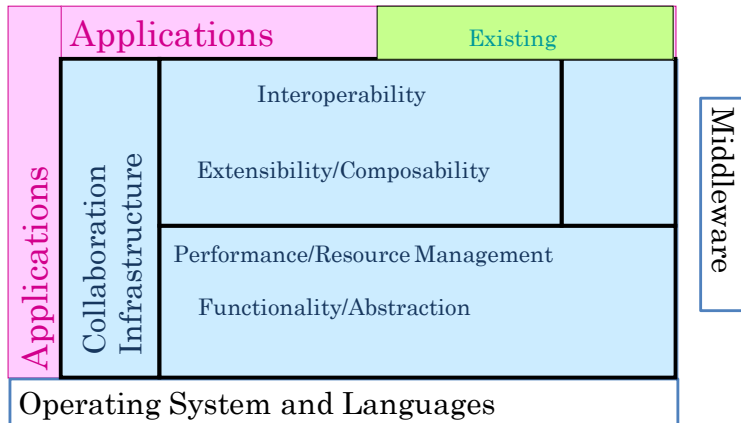 Applications
Existing
Applications
Collaboration
Infrastructure
Interoperability
Extensibility/Composability
Performance/Resource Management
Functionality/Abstraction
Middleware
Operating System and Languages